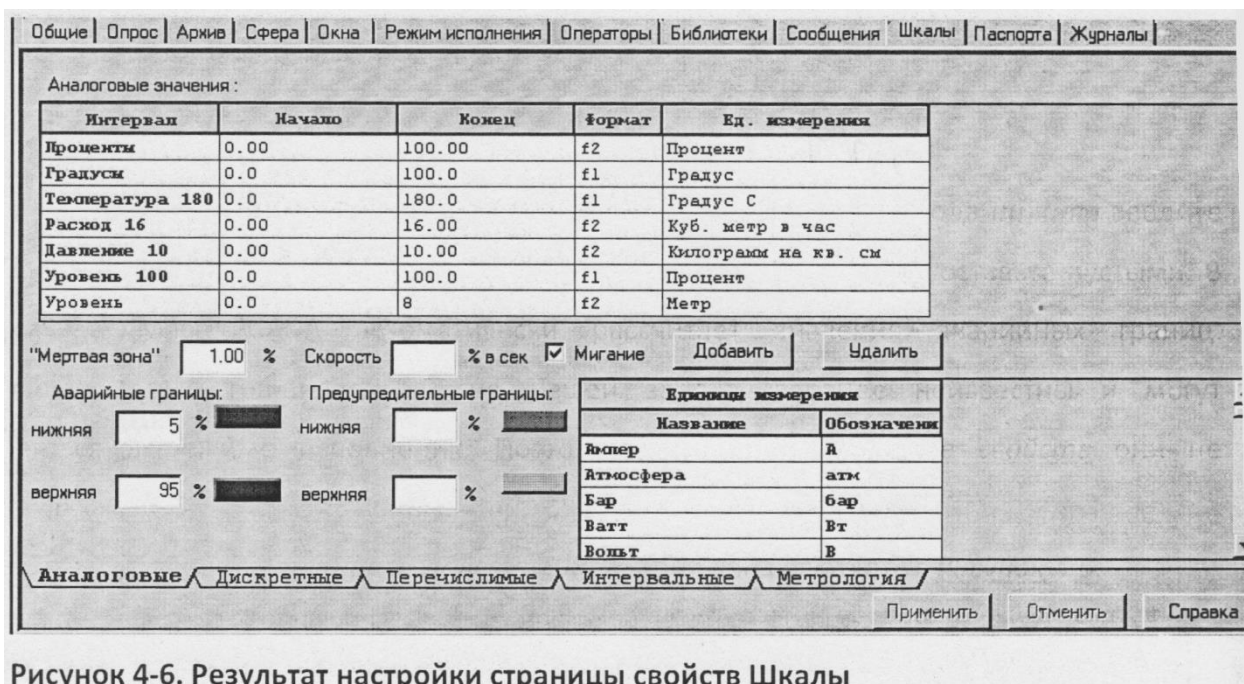 Общие Опрос Архив Сфера Окна Режим исполнения Операторы Библиотеки Сообщения Шкалы Паспорта Журналы
Аналоговые значения :
Интервал Начало Конец Формат Ед. измерения
Проценты 0.00 100.00 f2 Процент
Градусы 0.0 100.0 f1 Градус
Температура 180 0.0 180.0 f1 Градус С
Расход 16 0.00 16.00 f2 Куб. метр в час
Давление 10 0.00 10.00 f2 Килограмм на кв. см
Уровень 100 0.00 100.0 f1 Процент
Уровень 0.0 8 f2 Метр
"Мертвая зона" 1.00 % Скорость % в сек Мигание Добавить Удалить
Аварийные границы: Предупредительные границы: Единицы измерения
Название Обозначени
нижняя 5 % нижняя %
Ампер А
Атмосфера атм
верхняя 95 % верхняя %
Бар бар
Ватт Вт
Вольт В
Аналоговые Дискретные Перечислимые Интервальные Метрология
Применить Отменить Справка
Рисунок 4-6. Результат настройки страницы свойств Шкалы